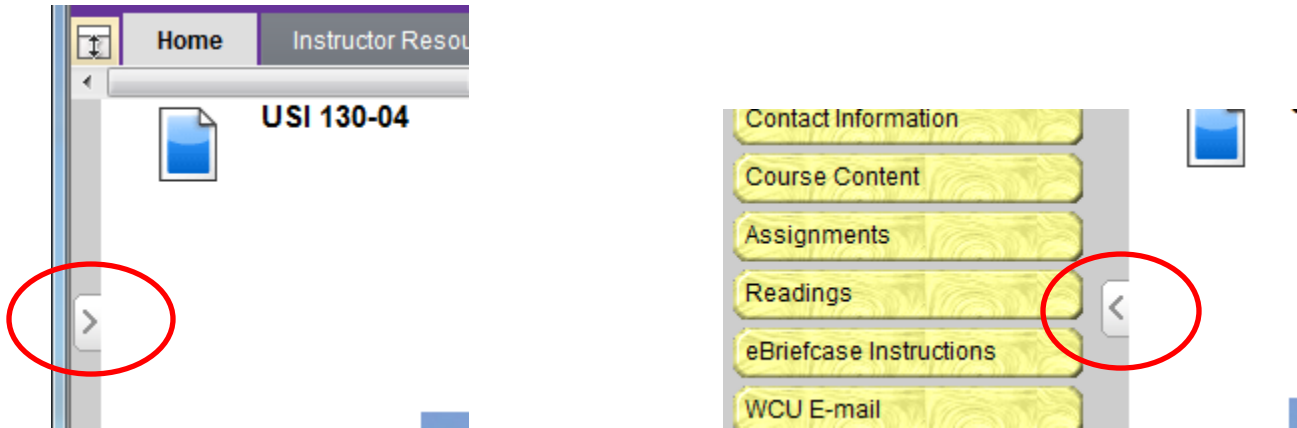 Home
Instructor Resou
USI 130-04
Contact Information
Course Content
Assignments
Readings
eBriefcase Instructions
WCU E-mail